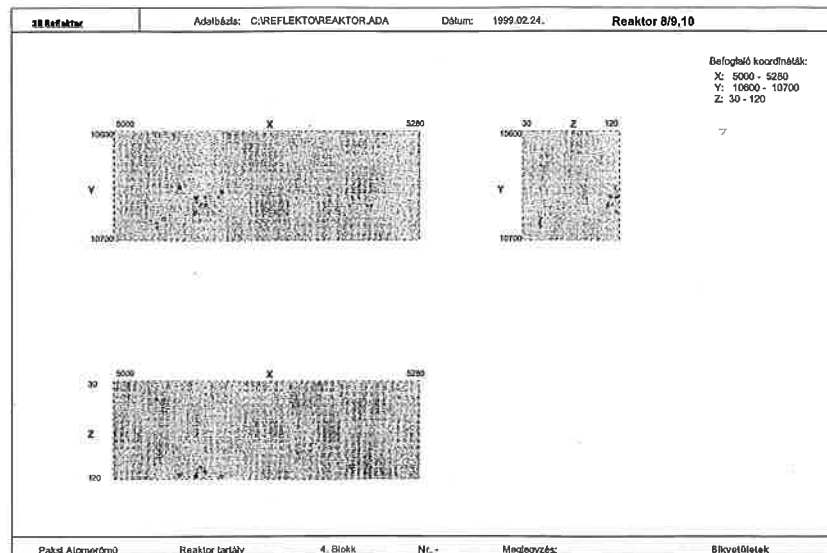 3D Reflektor Adatbázis: C:\REFLEKTO\REAKTOR.ADA Dátum: 1999.02.24. Reaktor 8/9,10
Befoglaló koordináták:
X: 5000 - 5280
Y: 10600 - 10700
Z: 30 - 120
5000 X 5280
10600
Y
10700
30 Z 120
10600
Y
10700
5000 X 5280
30
Z
120
Paksi Atomerőmű Reaktor tartály 4. Blokk Nr. - Megjegyzés: Síkvetületek